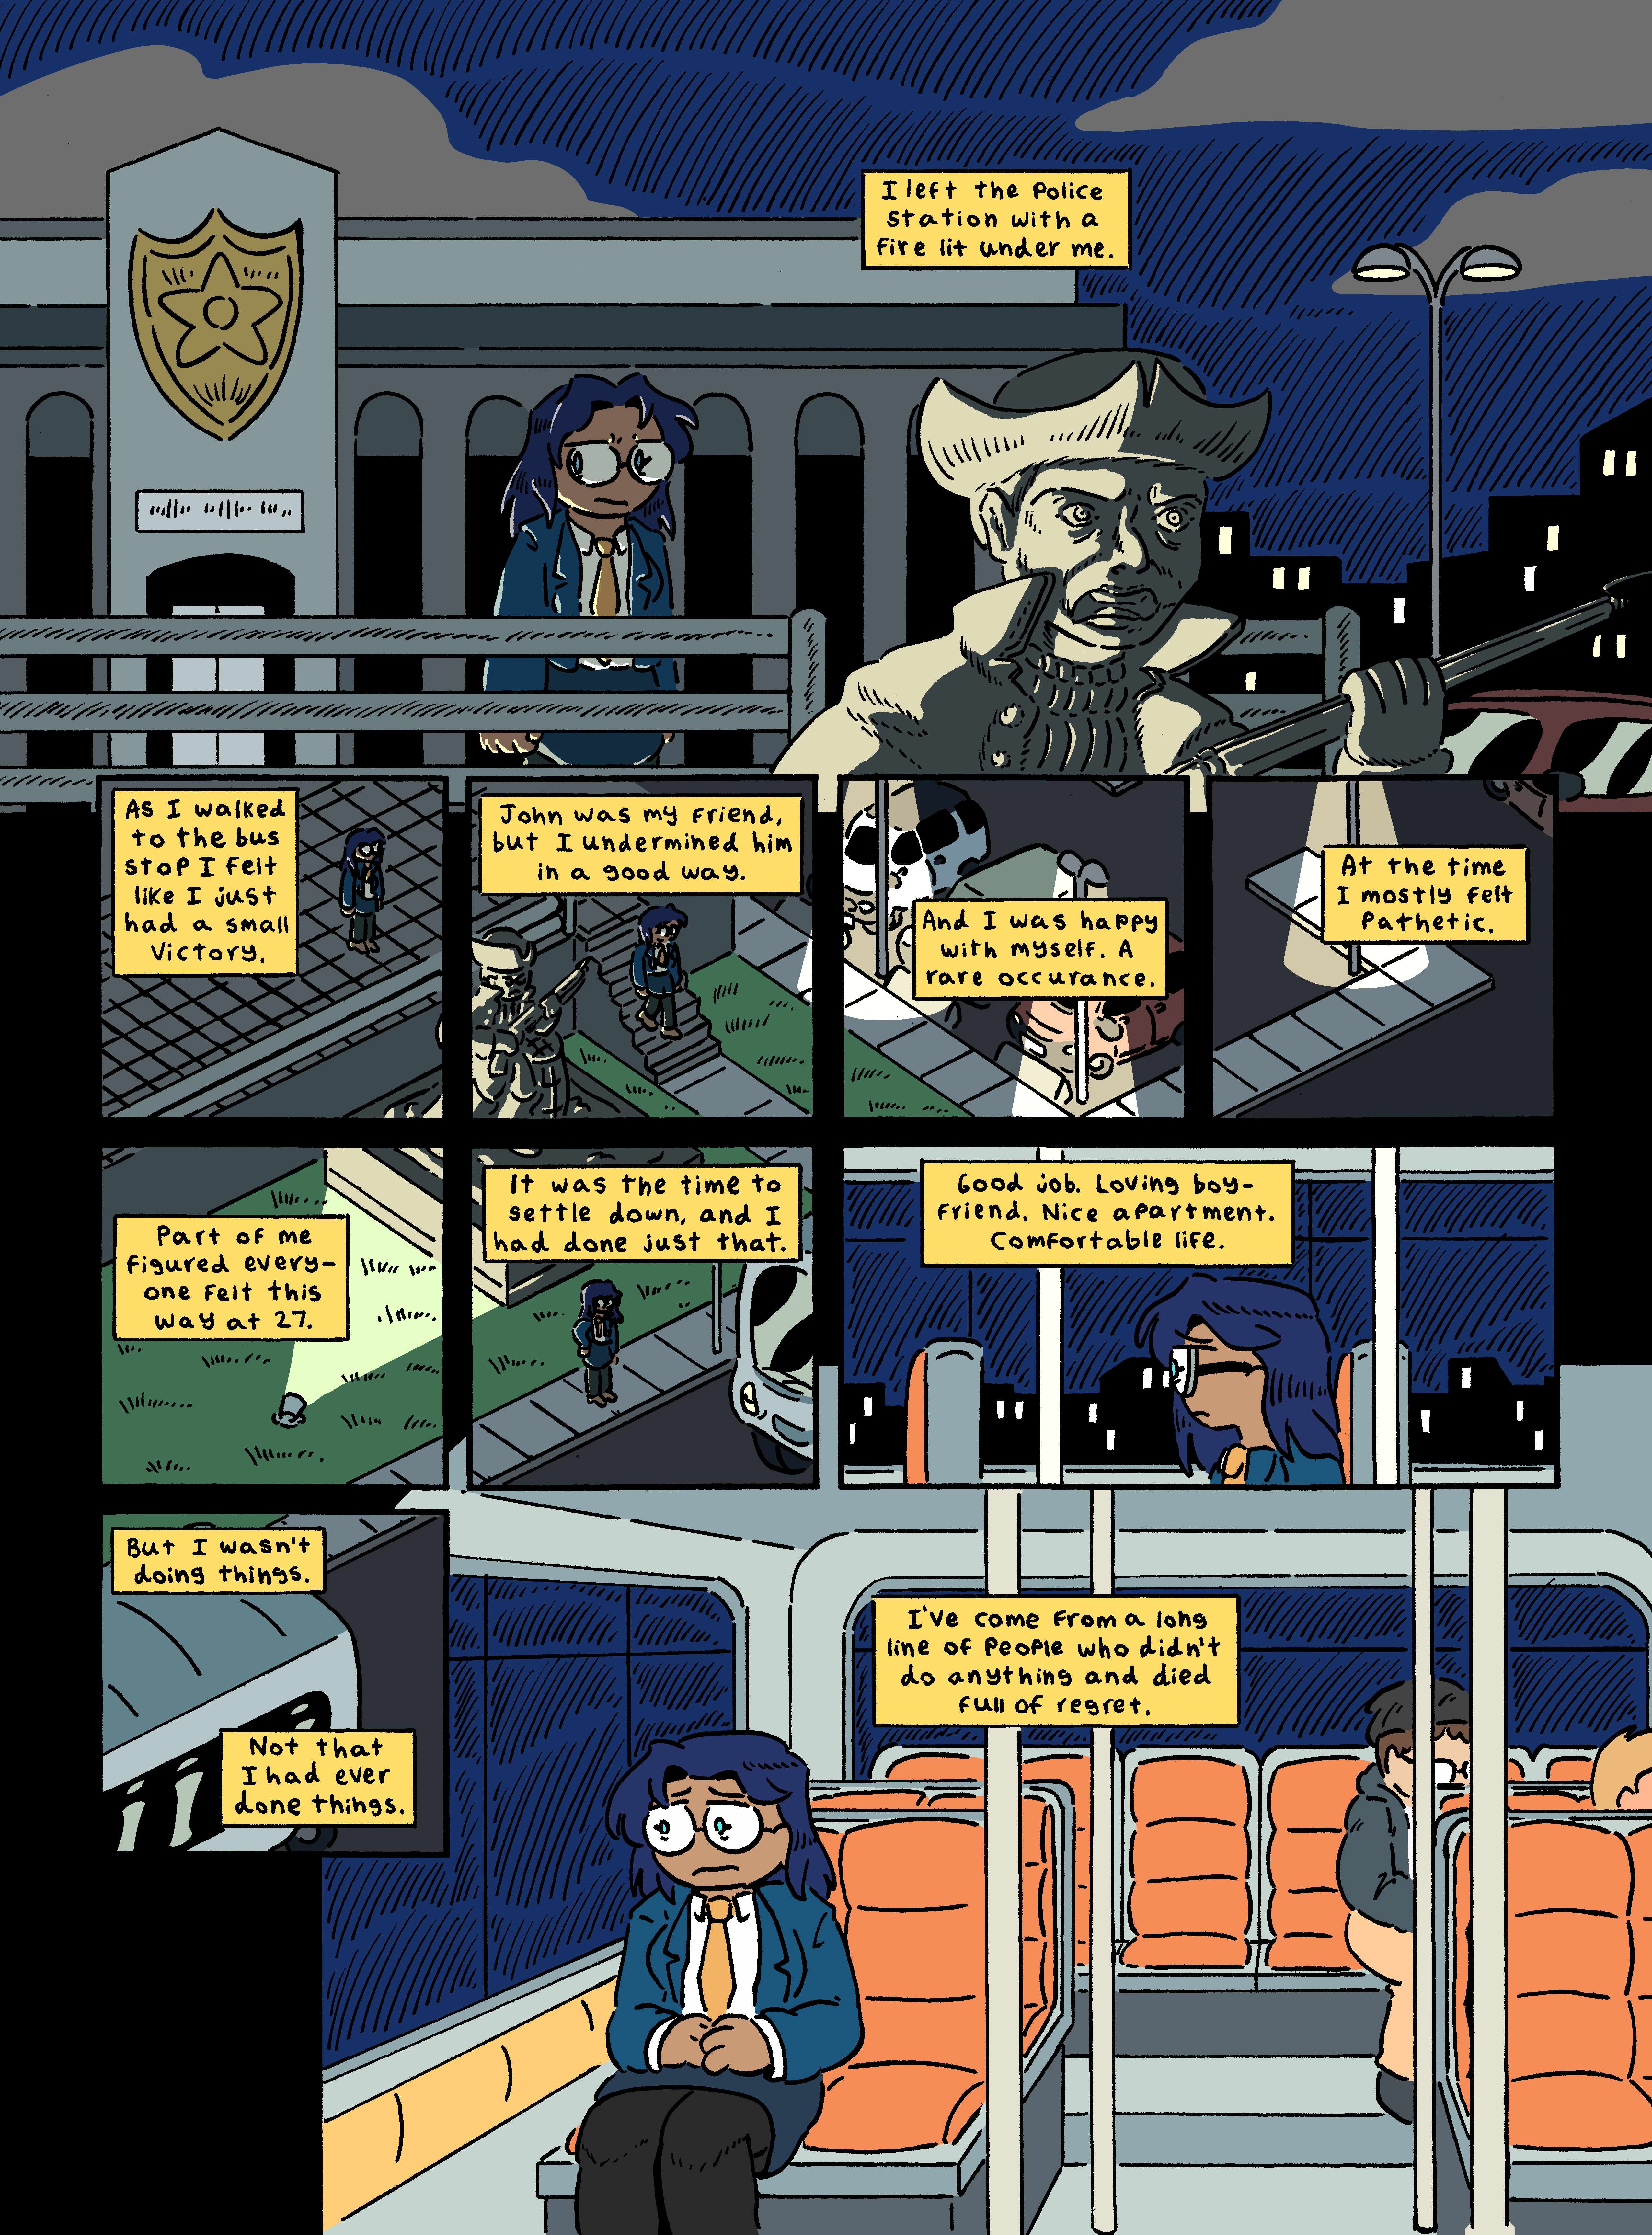 I left the Police
station with a
fire lit under me.
As I walked
to the bus
stop I felt
like I just
had a small
victory.
John was my friend,
but I undermined him
in a good way.
And I was happy
with myself. A
rare occurance.
At the time
I mostly felt
Pathetic.
Part of me
figured every-
one felt this
way at 27.
It was the time to
settle down, and I
had done just that.
Good job. Loving boy-
friend. Nice apartment.
Comfortable life.
But I wasn't
doing things.
Not that
I had ever
done things.
I've come from a long
line of people who didn't
do anything and died
full of regret.